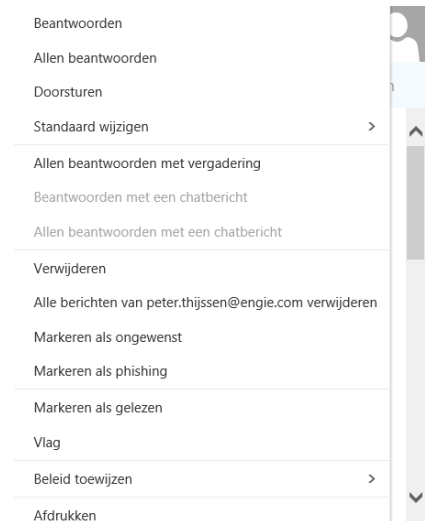 Beantwoorden
Allen beantwoorden
Doorsturen
Standaard wijzigen
Allen beantwoorden met vergadering
Beantwoorden met een chatbericht
Allen beantwoorden met een chatbericht
Verwijderen
Alle berichten van peter.thijssen@engie.com verwijderen
Markeren als ongewenst
Markeren als phishing
Markeren als gelezen
Vlag
Beleid toewijzen
Afdrukken